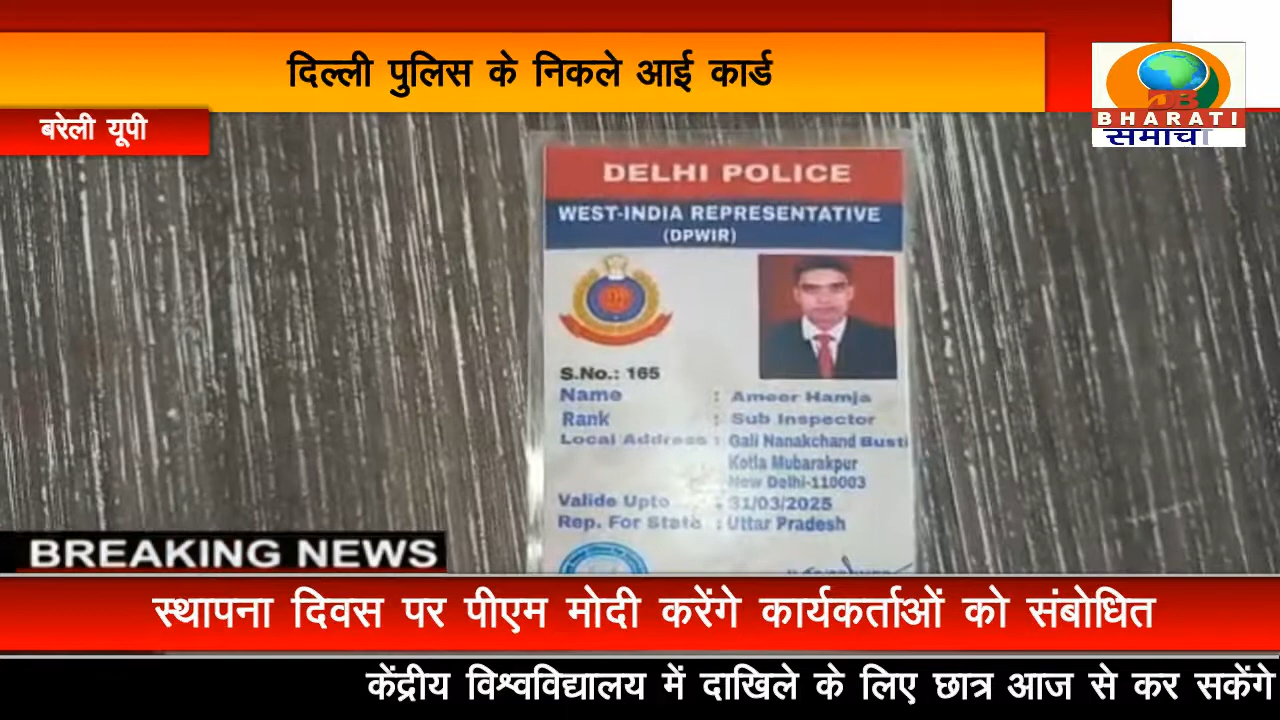 दिल्ली पुलिस के निकले आई कार्ड
बरेली यूपी
DB
BHARATI
समाचा
DELHI POLICE
WEST-INDIA REPRESENTATIVE
(DPWIR)
S.No.: 165
Name : Ameer Hamja
Rank : Sub Inspector
Local Address : Gali Nanakchand Busti
Kotla Mubarakpur
New Delhi-110003
Valide Upto : 31/03/2025
Rep. For State : Uttar Pradesh
BREAKING NEWS
स्थापना दिवस पर पीएम मोदी करेंगे कार्यकर्ताओं को संबोधित
केंद्रीय विश्वविद्यालय में दाखिले के लिए छात्र आज से कर सकेंगे